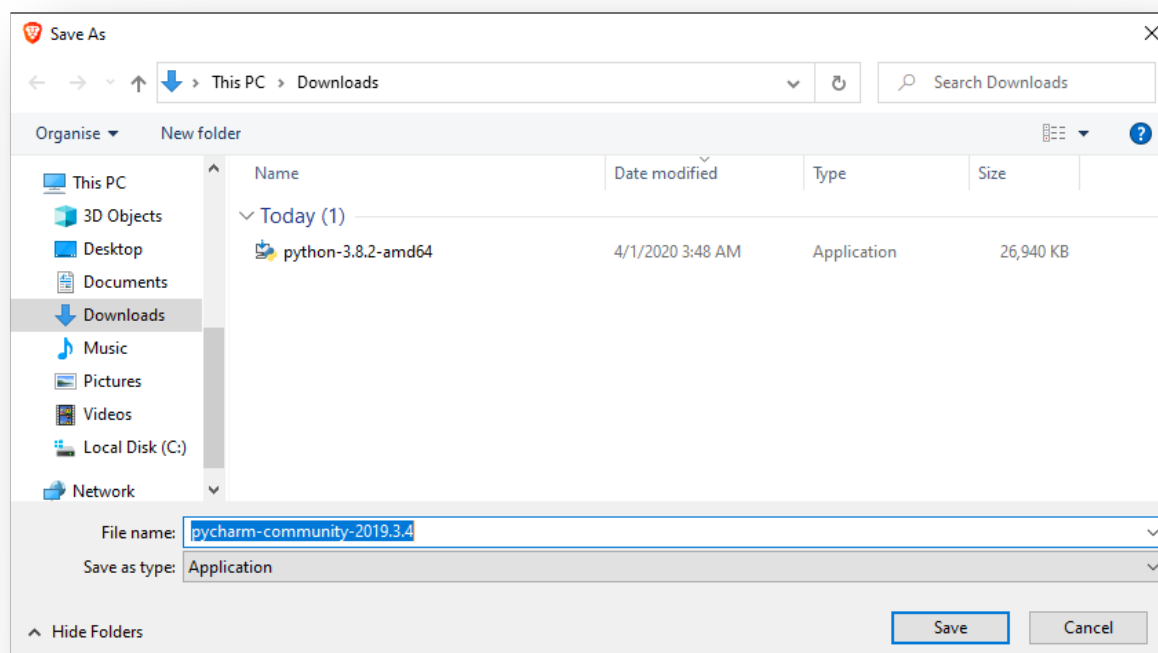 Save As
This PC > Downloads
Search Downloads
Organise
New folder
Name
Date modified
Type
Size
Today (1)
python-3.8.2-amd64
4/1/2020 3:48 AM
Application
26,940 KB
This PC
3D Objects
Desktop
Documents
Downloads
Music
Pictures
Videos
Local Disk (C:)
Network
File name: pycharm-community-2019.3.4
Save as type: Application
Hide Folders
Save
Cancel